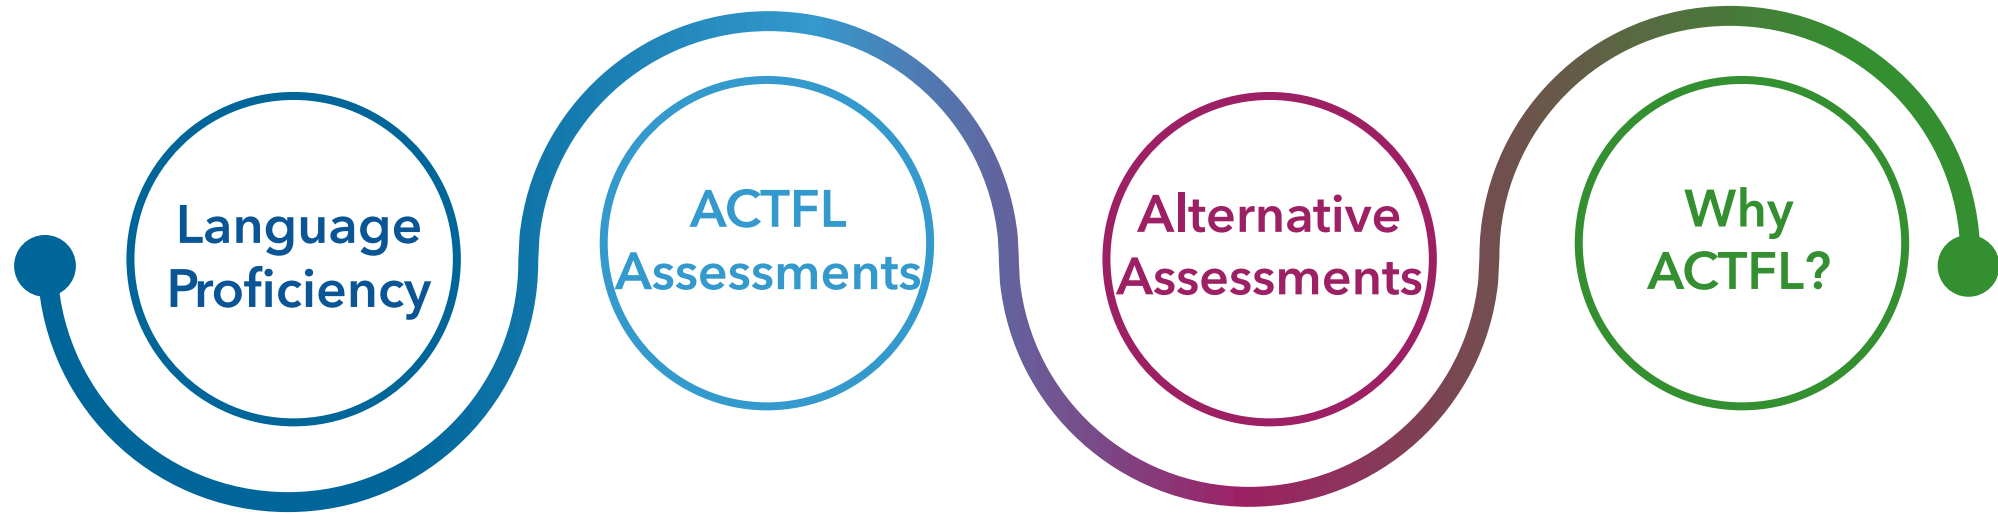 Language
Proficiency
ACTFL
Assessments
Alternative
Assessments
Why
ACTFL?